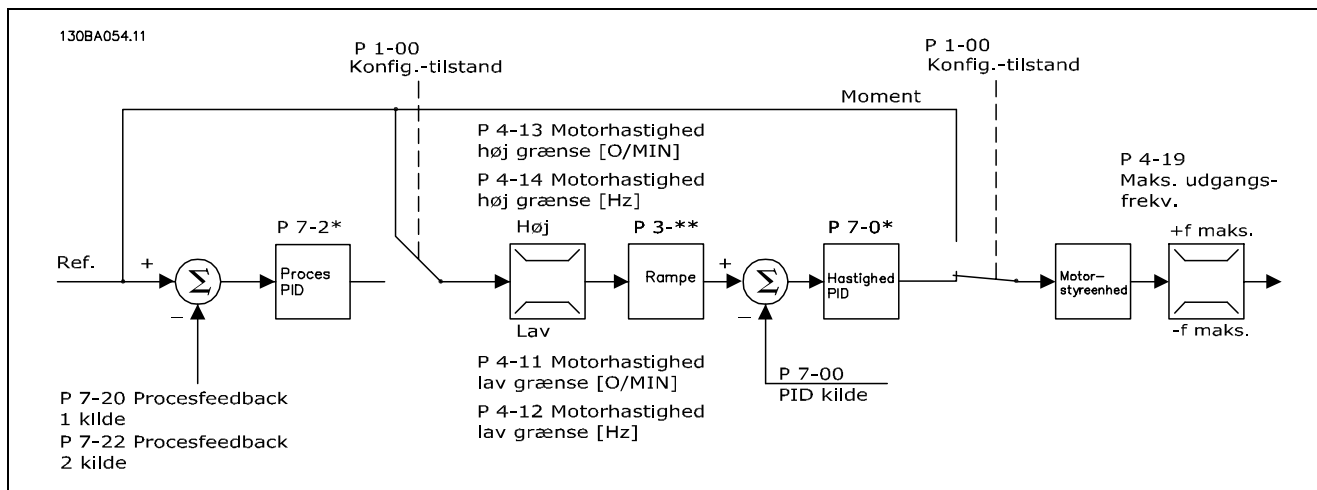 130BA054.11
P 1-00
Konfig.-tilstand
P 1-00
Konfig.-tilstand
Moment
P 4-13 Motorhastighed
høj grænse [O/MIN]
P 4-14 Motorhastighed
høj grænse [Hz]
P 4-19
Maks. udgangs-
frekv.
P 7-2*
Høj
P 3-**
P 7-0*
+f maks.
Ref.
+
Σ
Proces
PID
Rampe
+
Σ
Hastighed
PID
Motor-
styreenhed
−
Lav
−
-f maks.
P 4-11 Motorhastighed
lav grænse [O/MIN]
P 4-12 Motorhastighed
lav grænse [Hz]
P 7-00
PID kilde
P 7-20 Procesfeedback
1 kilde
P 7-22 Procesfeedback
2 kilde